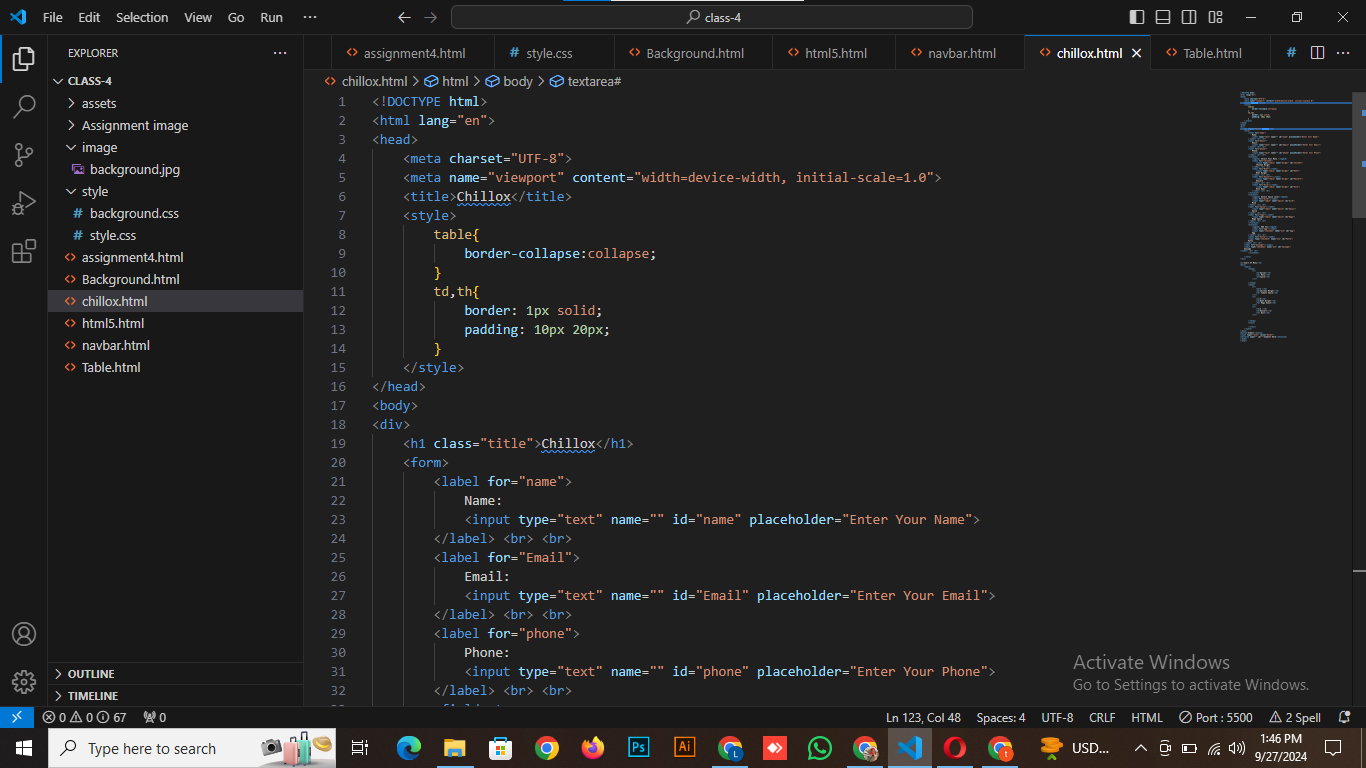 File Edit Selection View Go Run ··· class-4
EXPLORER
assignment4.html style.css Background.html html5.html navbar.html chillox.html Table.html
CLASS-4
assets
Assignment image
image
background.jpg
style
background.css
style.css
assignment4.html
Background.html
chillox.html
html5.html
navbar.html
Table.html
OUTLINE
TIMELINE
chillox.html > html > body > textarea#
1 <!DOCTYPE html>
2 <html lang="en">
3 <head>
4 <meta charset="UTF-8">
5 <meta name="viewport" content="width=device-width, initial-scale=1.0">
6 <title>Chillox</title>
7 <style>
8 table{
9 border-collapse:collapse;
10 }
11 td,th{
12 border: 1px solid;
13 padding: 10px 20px;
14 }
15 </style>
16 </head>
17 <body>
18 <div>
19 <h1 class="title">Chillox</h1>
20 <form>
21 <label for="name">
22 Name:
23 <input type="text" name="" id="name" placeholder="Enter Your Name">
24 </label> <br> <br>
25 <label for="Email">
26 Email:
27 <input type="text" name="" id="Email" placeholder="Enter Your Email">
28 </label> <br> <br>
29 <label for="phone">
30 Phone:
31 <input type="text" name="" id="phone" placeholder="Enter Your Phone">
32 </label> <br> <br>
Activate Windows
Go to Settings to activate Windows.
0 0 67 0 Ln 123, Col 48 Spaces: 4 UTF-8 CRLF HTML Port : 5500 2 Spell
Type here to search Ps Ai L USD... 1:46 PM
9/27/2024